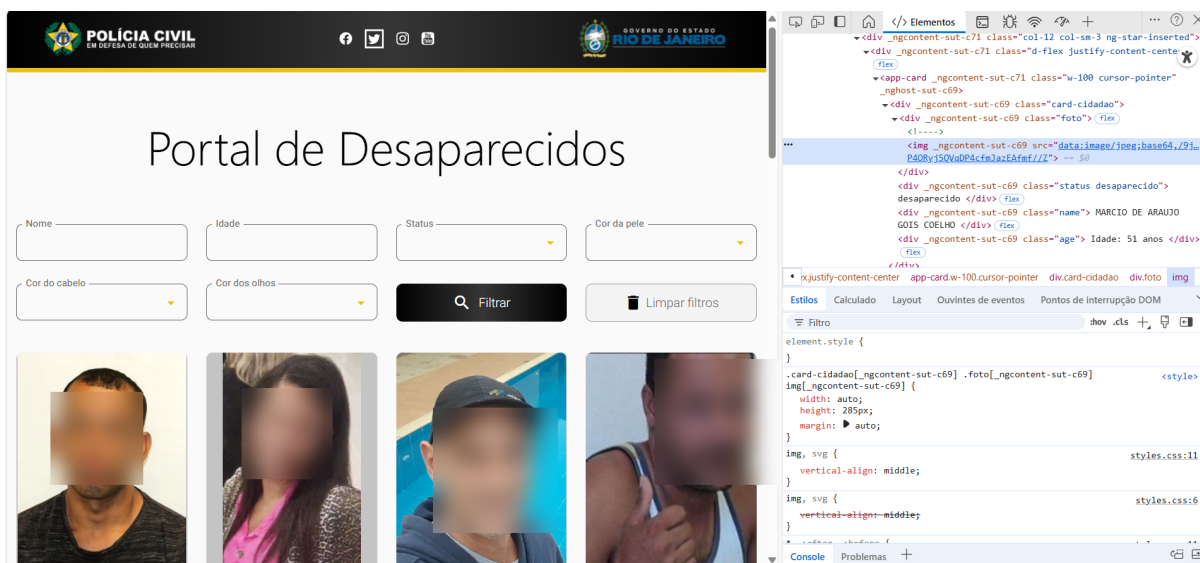 POLÍCIA CIVIL
EM DEFESA DE QUEM PRECISAR
GOVERNO DO ESTADO
RIO DE JANEIRO
Portal de Desaparecidos
Nome
Idade
Status
Cor da pele
Cor do cabelo
Cor dos olhos
Filtrar
Limpar filtros
</> Elementos
<div _ngcontent-sut-c71 class="col-12 col-sm-3 ng-star-inserted">
<div _ngcontent-sut-c71 class="d-flex justify-content-cente
flex
<app-card _ngcontent-sut-c71 class="w-100 cursor-pointer"
_nghost-sut-c69>
<div _ngcontent-sut-c69 class="card-cidadao">
<div _ngcontent-sut-c69 class="foto"> flex
<!---->
<img _ngcontent-sut-c69 src="data:image/jpeg;base64,/9j…
P4ORyj5QVqDP4cfmJazEAfmf//Z"> == $0
</div>
<div _ngcontent-sut-c69 class="status desaparecido">
desaparecido </div> flex
<div _ngcontent-sut-c69 class="name"> MARCIO DE ARAUJO
GOIS COELHO </div> flex
<div _ngcontent-sut-c69 class="age"> Idade: 51 anos </div>
flex
</div>
x.justify-content-center app-card.w-100.cursor-pointer div.card-cidadao div.foto img
Estilos Calculado Layout Ouvintes de eventos Pontos de interrupção DOM
Filtro :hov .cls
element.style {
}
.card-cidadao[_ngcontent-sut-c69] .foto[_ngcontent-sut-c69] <style>
img[_ngcontent-sut-c69] {
width: auto;
height: 285px;
margin: auto;
}
img, svg { styles.css:11
vertical-align: middle;
}
img, svg { styles.css:6
vertical-align: middle;
}
Console Problemas